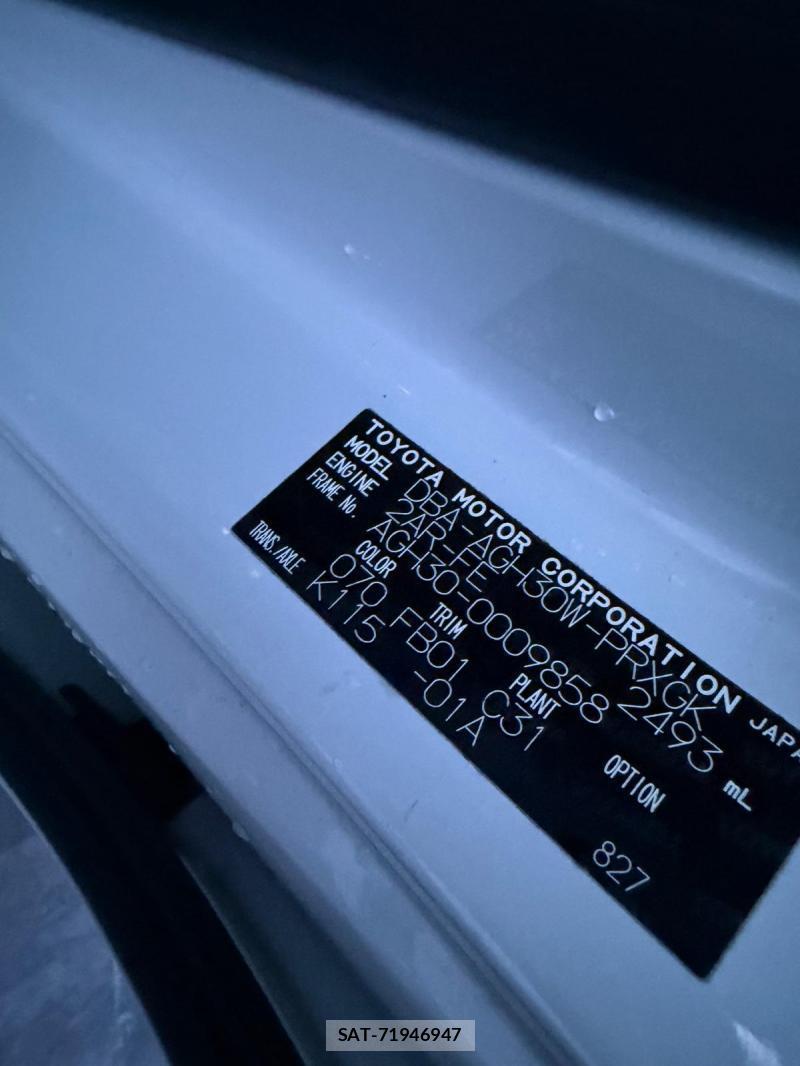 TOYOTA MOTOR CORPORATION JAPA
MODEL DBA-AGH30W-PRXGK
ENGINE 2AR-FE 2493 mL
FRAME No. AGH30-0009858
COLOR TRIM PLANT OPTION
070 FB01 C31 827
TRANS./AXLE K115 -01A
SAT-71946947